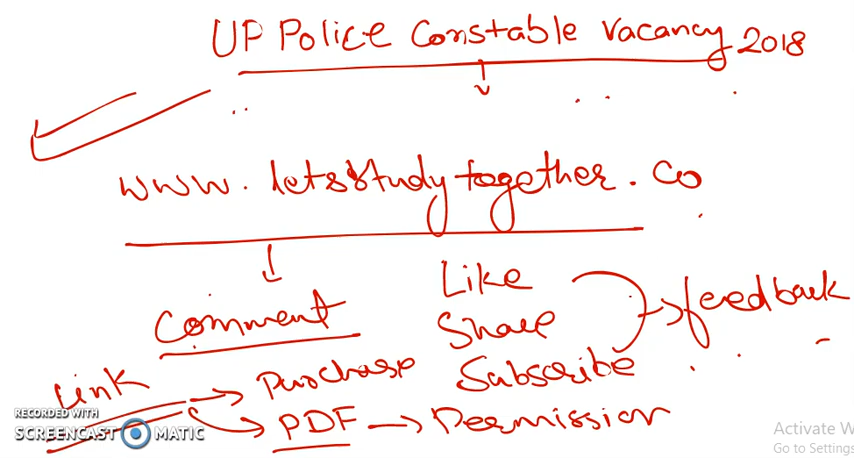 UP Police Constable Vacancy 2018
www.letsstudytogether.co
Like
Comment
Share
feedback
Subscribe
Link
Purchase
PDF → Permission
RECORDED WITH
SCREENCAST MATIC
Activate W
Go to Settings